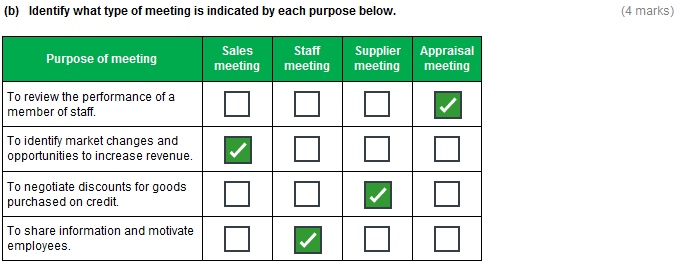 (b) Identify what type of meeting is indicated by each purpose below. (4 marks)
Purpose of meeting
Sales
meeting
Staff
meeting
Supplier
meeting
Appraisal
meeting
To review the performance of a
member of staff.
To identify market changes and
opportunities to increase revenue.
To negotiate discounts for goods
purchased on credit.
To share information and motivate
employees.